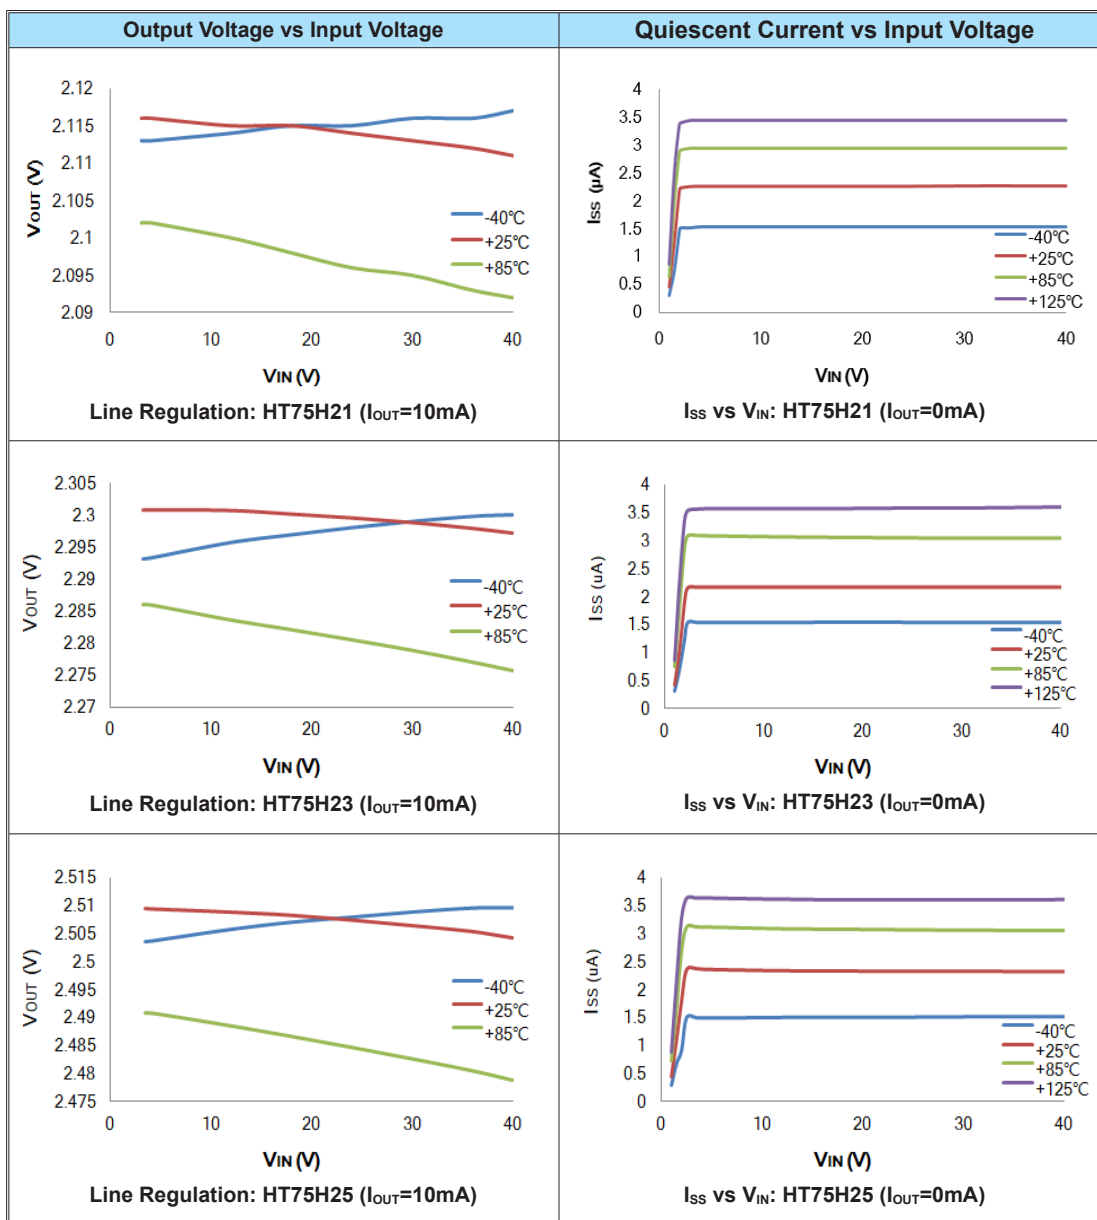 Output Voltage vs Input Voltage
Quiescent Current vs Input Voltage
2.12
2.115
2.11
2.105
2.1
2.095
2.09
VOUT (V)
-40℃
+25℃
+85℃
0 10 20 30 40
VIN (V)
Line Regulation: HT75H21 (IOUT=10mA)
4
3.5
3
2.5
2
1.5
1
0.5
0
ISS (µA)
-40℃
+25℃
+85℃
+125℃
0 10 20 30 40
VIN (V)
ISS vs VIN: HT75H21 (IOUT=0mA)
2.305
2.3
2.295
2.29
2.285
2.28
2.275
2.27
VOUT (V)
-40℃
+25℃
+85℃
0 10 20 30 40
VIN (V)
Line Regulation: HT75H23 (IOUT=10mA)
4
3.5
3
2.5
2
1.5
1
0.5
0
ISS (uA)
-40℃
+25℃
+85℃
+125℃
0 10 20 30 40
VIN (V)
ISS vs VIN: HT75H23 (IOUT=0mA)
2.515
2.51
2.505
2.5
2.495
2.49
2.485
2.48
2.475
VOUT (V)
-40℃
+25℃
+85℃
0 10 20 30 40
VIN (V)
Line Regulation: HT75H25 (IOUT=10mA)
4
3.5
3
2.5
2
1.5
1
0.5
0
ISS (uA)
-40℃
+25℃
+85℃
+125℃
0 10 20 30 40
VIN (V)
ISS vs VIN: HT75H25 (IOUT=0mA)